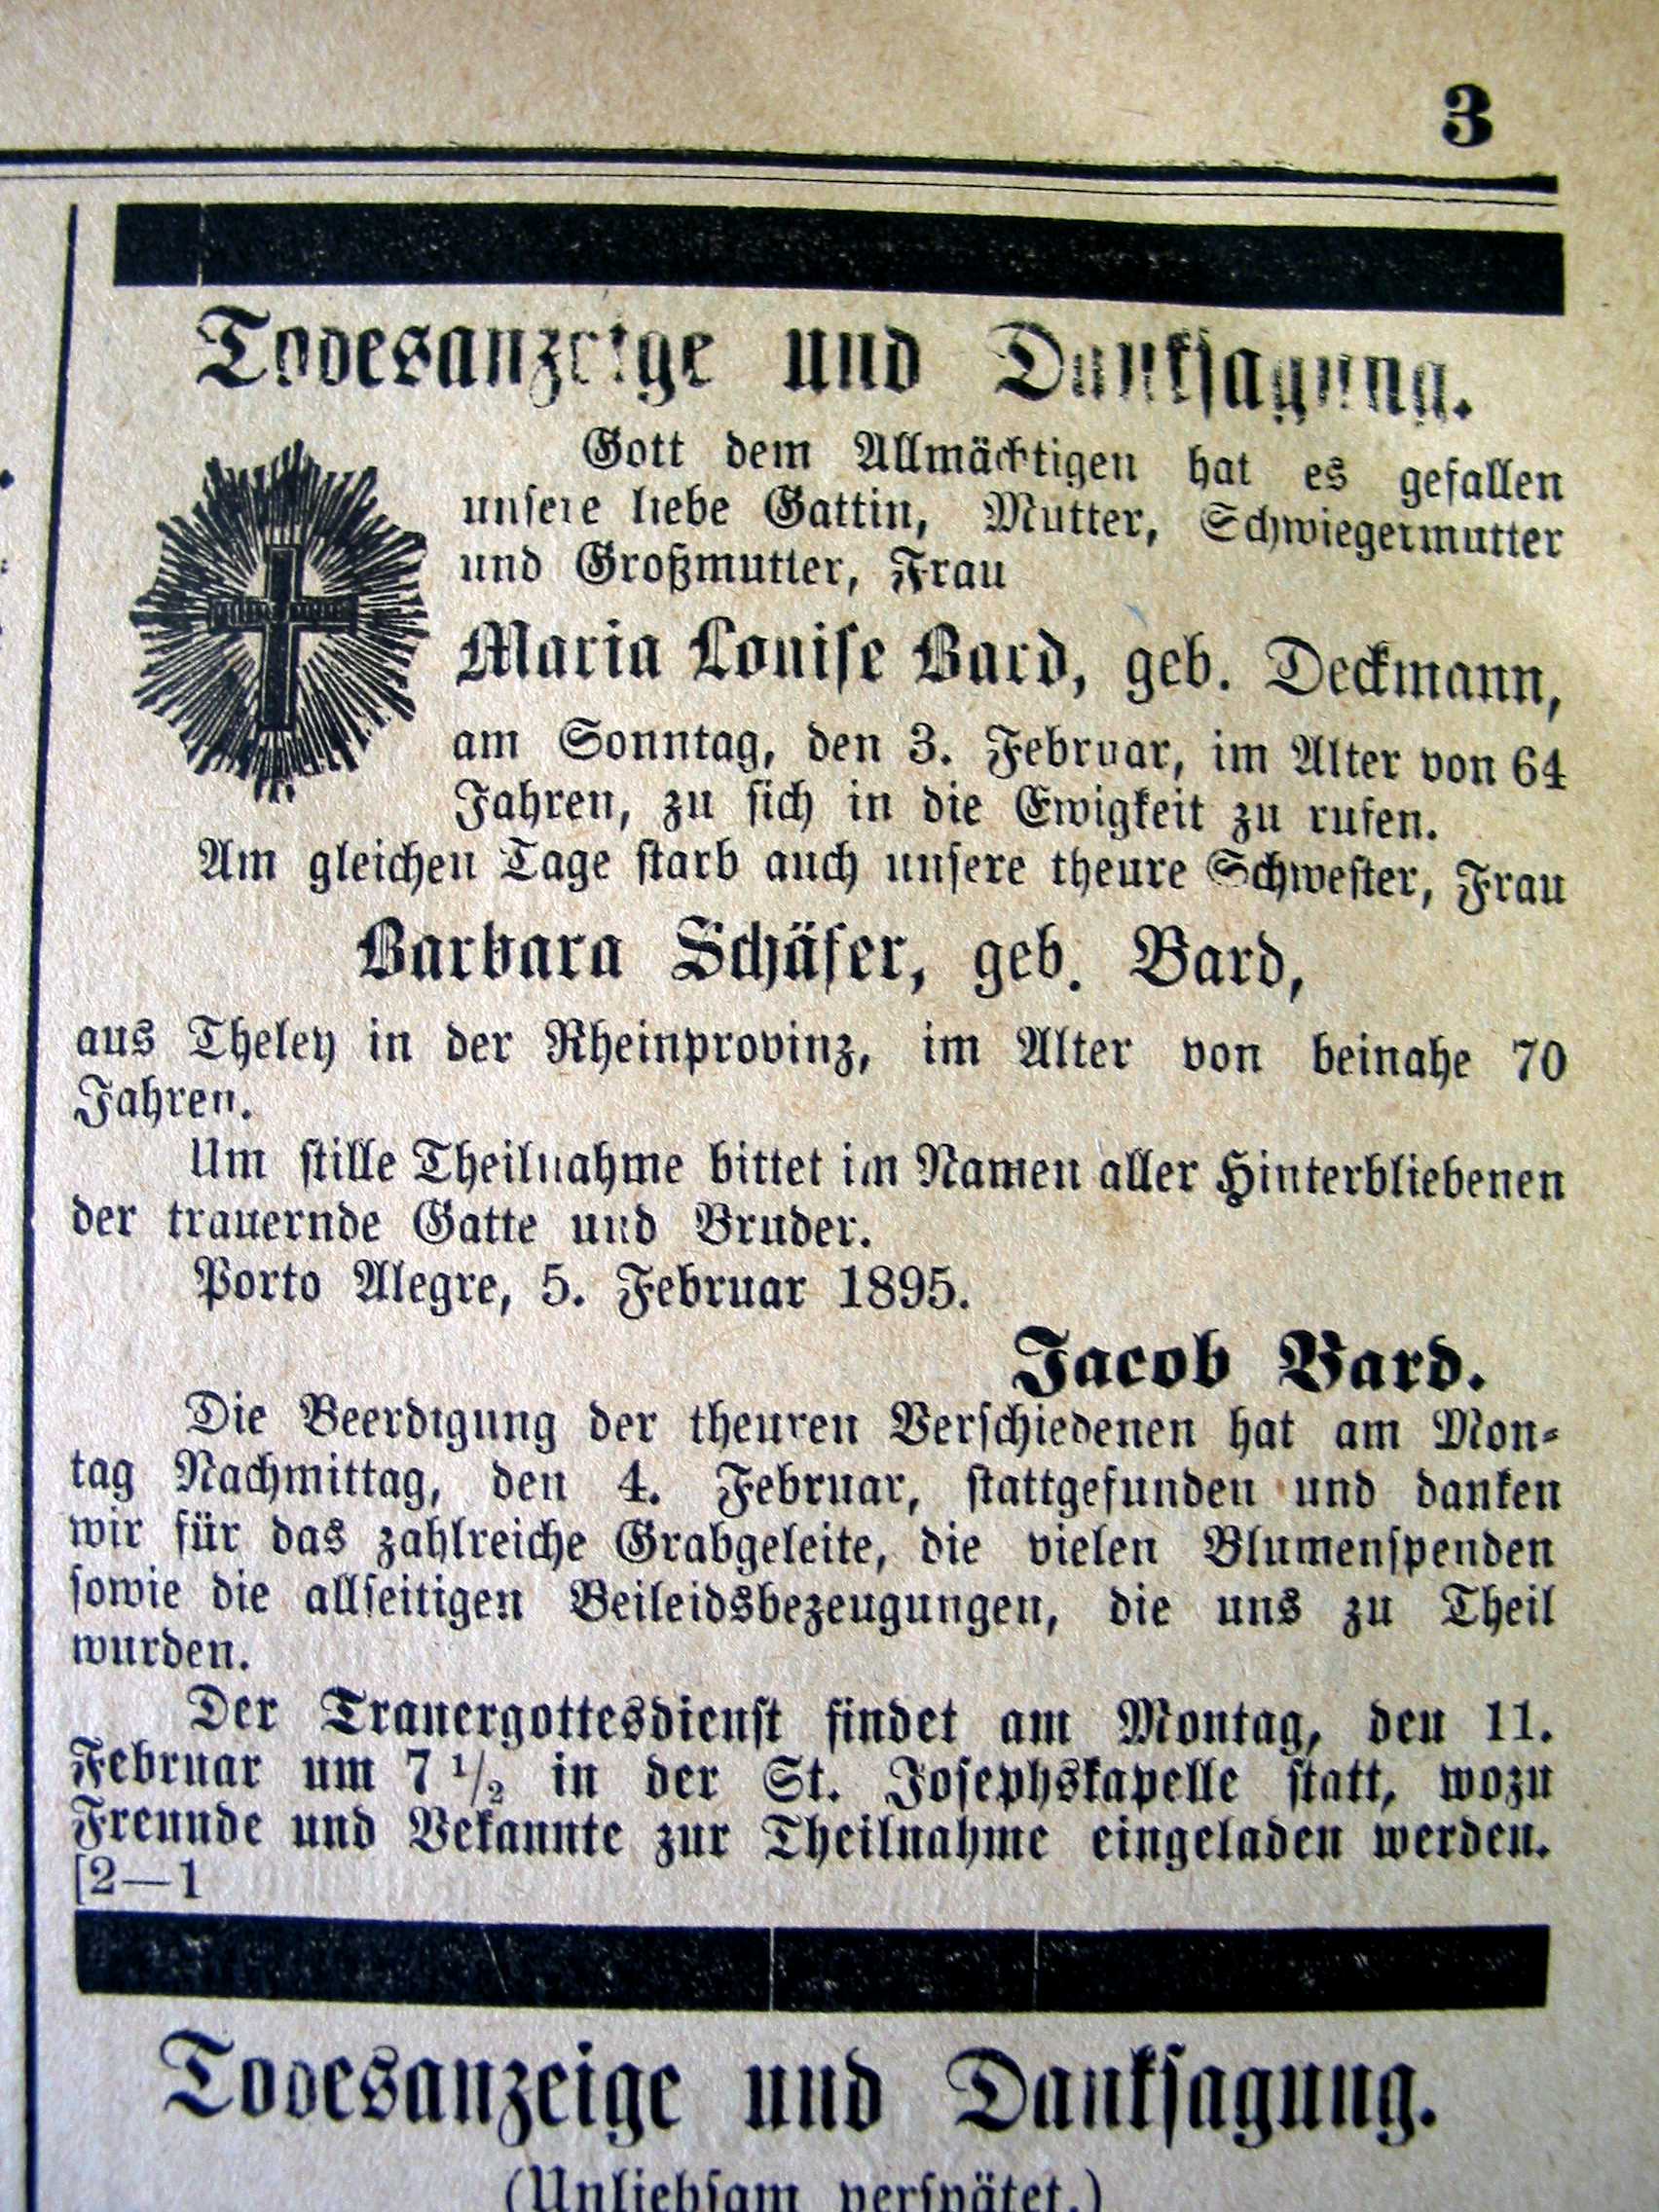 3
Todesanzeige und Danksagung.
Gott dem Allmächtigen hat es gefallen
unsere liebe Gattin, Mutter, Schwiegermutter
und Großmutter, Frau
Maria Louise Bard, geb. Deckmann,
am Sonntag, den 3. Februar, im Alter von 64
Jahren, zu sich in die Ewigkeit zu rufen.
Am gleichen Tage starb auch unsere theure Schwester, Frau
Barbara Schäfer, geb. Bard,
aus Theley in der Rheinprovinz, im Alter von beinahe 70
Jahren.
Um stille Theilnahme bittet im Namen aller Hinterbliebenen
der trauernde Gatte und Bruder.
Porto Alegre, 5. Februar 1895.
Jacob Bard.
Die Beerdigung der theuren Verschiedenen hat am Mon-
tag Nachmittag, den 4. Februar, stattgefunden und danken
wir für das zahlreiche Grabgeleite, die vielen Blumenspenden
sowie die allseitigen Beileidsbezeugungen, die uns zu Theil
wurden.
Der Trauergottesdienst findet am Montag, den 11.
Februar um 7 1/2 in der St. Josephskapelle statt, wozu
Freunde und Bekannte zur Theilnahme eingeladen werden.
[2—1
Todesanzeige und Danksagung.
(Unliebsam verspätet.)